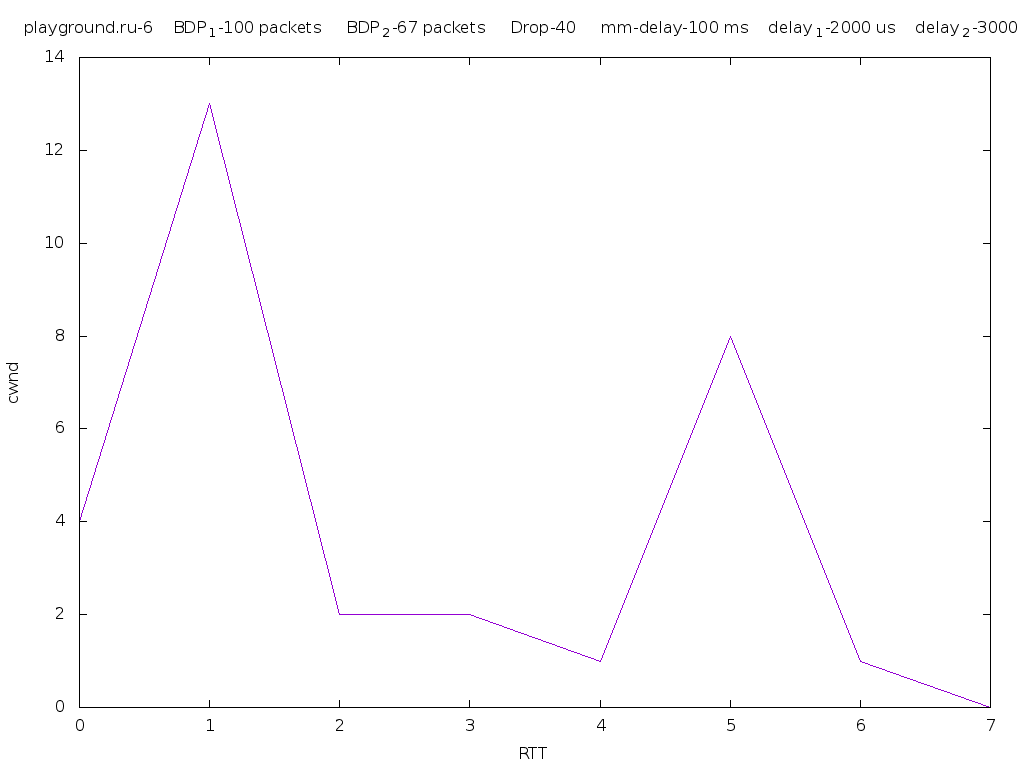 playground.ru-6 BDP1-100 packets BDP2-67 packets Drop-40 mm-delay-100 ms delay1-2000 us delay2-3000
14
12
10
8
6
4
2
0
cwnd
0 1 2 3 4 5 6 7
RTT